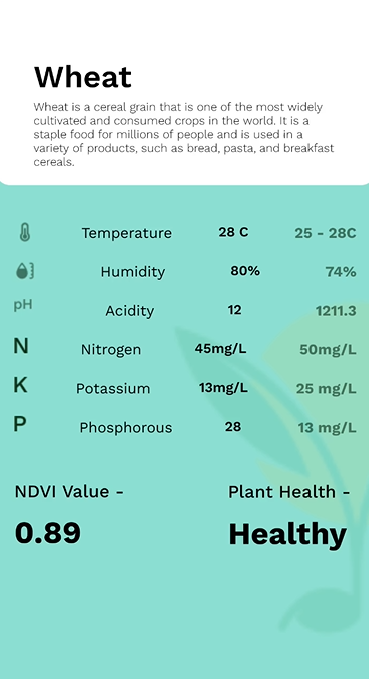 Wheat
Wheat is a cereal grain that is one of the most widely
cultivated and consumed crops in the world. It is a
staple food for millions of people and is used in a
variety of products, such as bread, pasta, and breakfast
cereals.
Temperature 28 C 25 - 28C
Humidity 80% 74%
pH Acidity 12 1211.3
N Nitrogen 45mg/L 50mg/L
K Potassium 13mg/L 25 mg/L
P Phosphorous 28 13 mg/L
NDVI Value - Plant Health -
0.89 Healthy